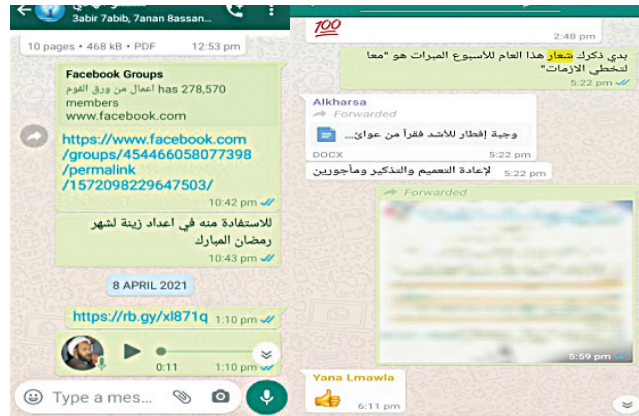 3abir 7abib, 7anan 8assan...
10 pages • 468 kB • PDF 12:53 pm
Facebook Groups
اعمال من ورق الفوم has 278,570
members
www.facebook.com
https://www.facebook.com
/groups/454466058077398
/permalink
/1572098229647503/
10:42 pm
للاستفادة منه في اعداد زينة لشهر
رمضان المبارك
10:43 pm
8 APRIL 2021
https://rb.gy/xl871q 1:10 pm
0:11 1:10 pm
Type a mes...
100
2:48 pm
بدي ذكرك شعار هذا العام للأسبوع المبرات هو "معا
لتخطي الازمات"
5:22 pm
Alkharsa
Forwarded
وجبة إفطار للأشد فقراً من عوائ...
DOCX 5:22 pm
لإعادة التعميم والتذكير ومأجورين 5:22 pm
Forwarded
5:59 pm
Yana Lmawla
6:11 pm